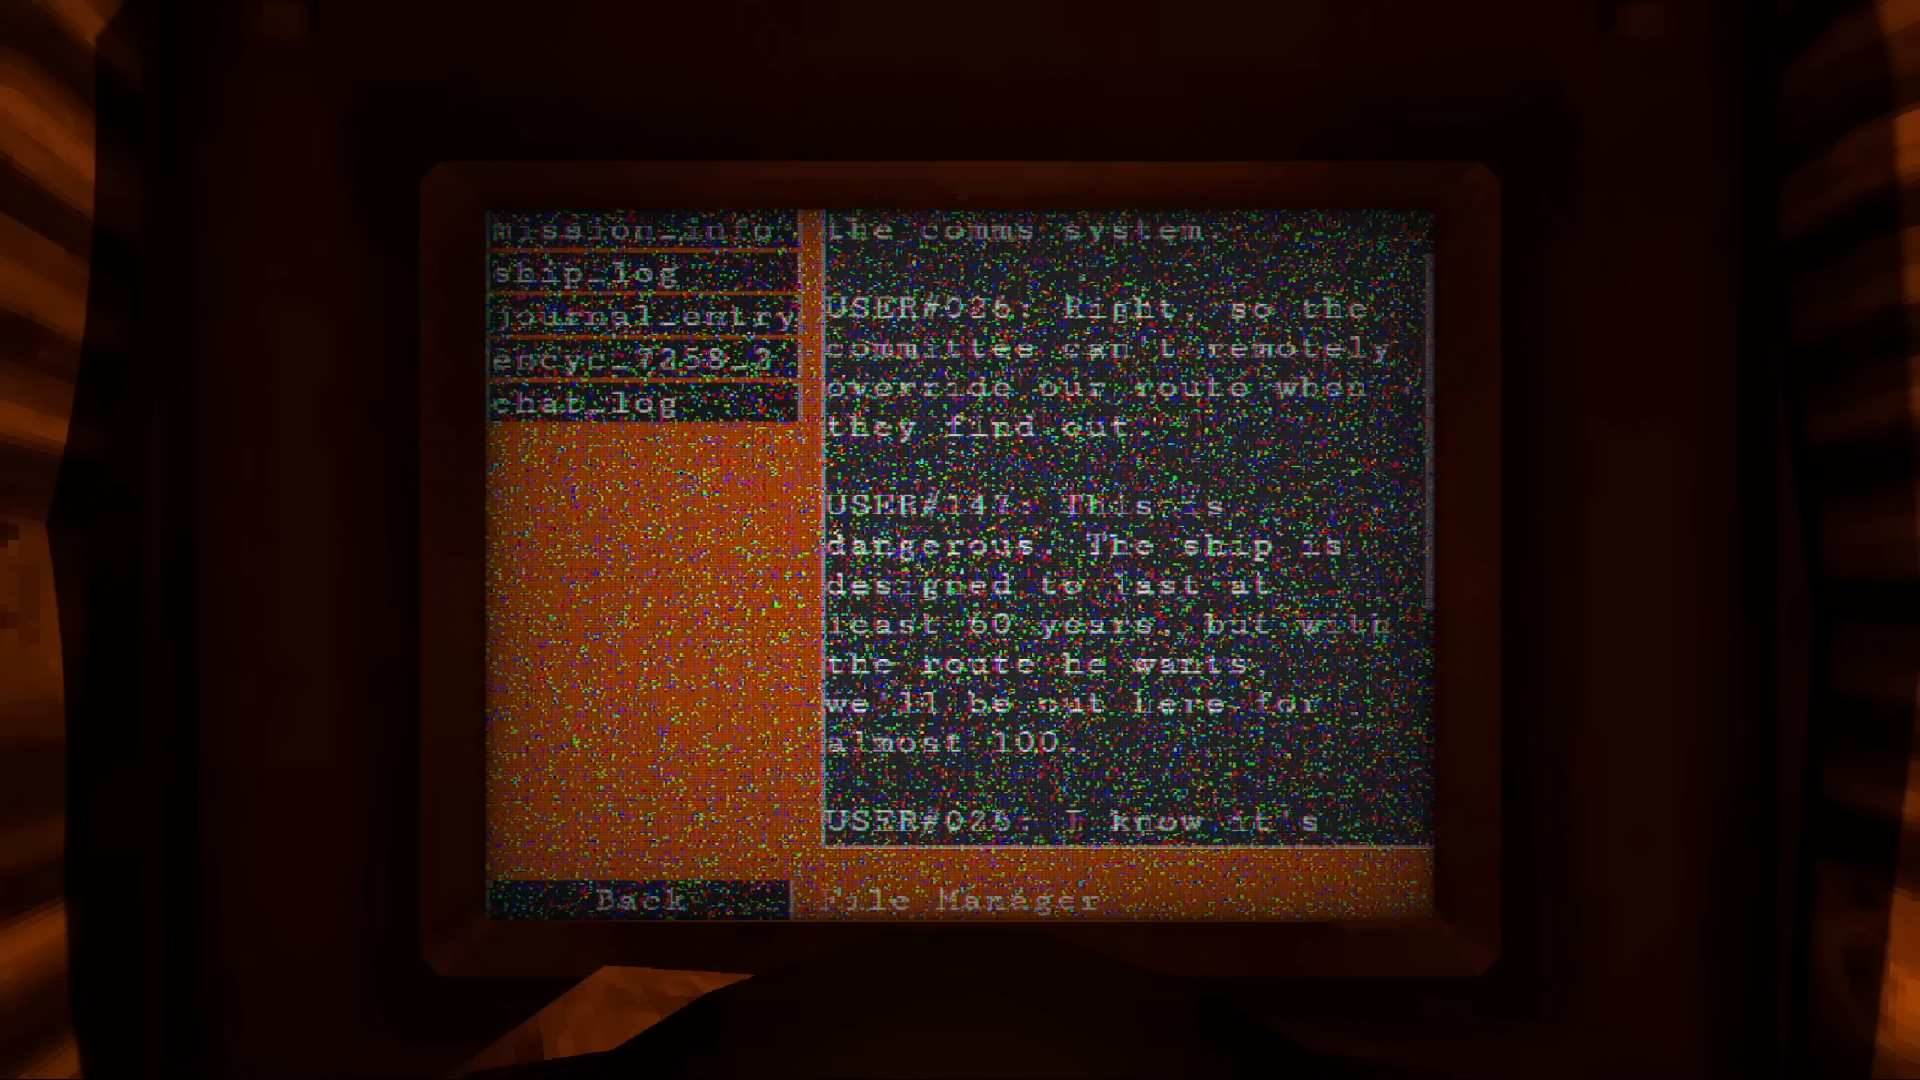 mission_info
ship_log
journal_entry
encyt_7258_2
chat_log
the comms system.
USER#026: Right, so the
committee can't remotely
override our route when
they find out.
USER#147: This is
dangerous. The ship is
designed to last at
least 60 years, but with
the route he wants,
we'll be out here for
almost 100.
USER#026: I know it's
Back
File Manager